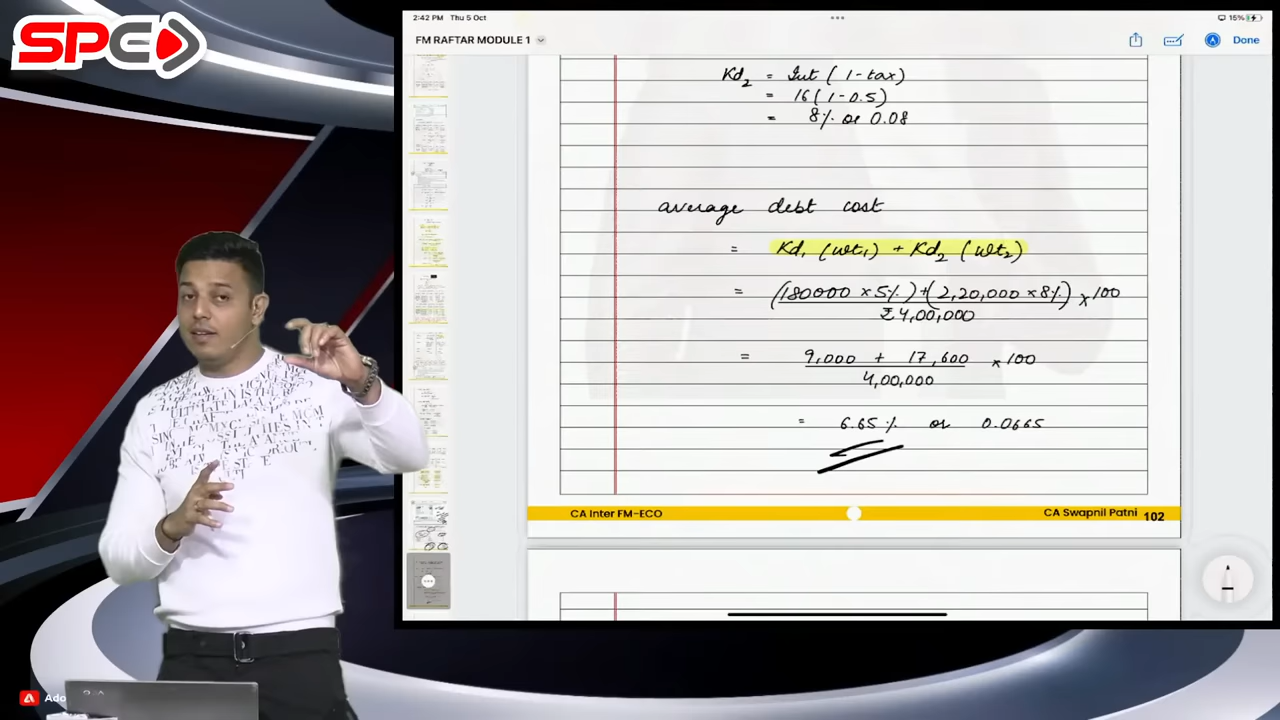 SPE
2:42 PM Thu 5 Oct
15%
FM RAFTAR MODULE 1
Done
Kd2 = Int ( 1 - tax)
= 16 ( 1 - 0.5)
= 8% or 0.08
average debt cost
= Kd1 (wt1) + Kd2 (wt2)
= (180000 × 5%) + (2,20,000 × 8%) × 100
₹ 4,00,000
= 9,000 + 17,600 × 100
4,00,000
= 6.65 % or 0.0665
CA Inter FM-ECO
CA Swapnil Patni 102
Ado